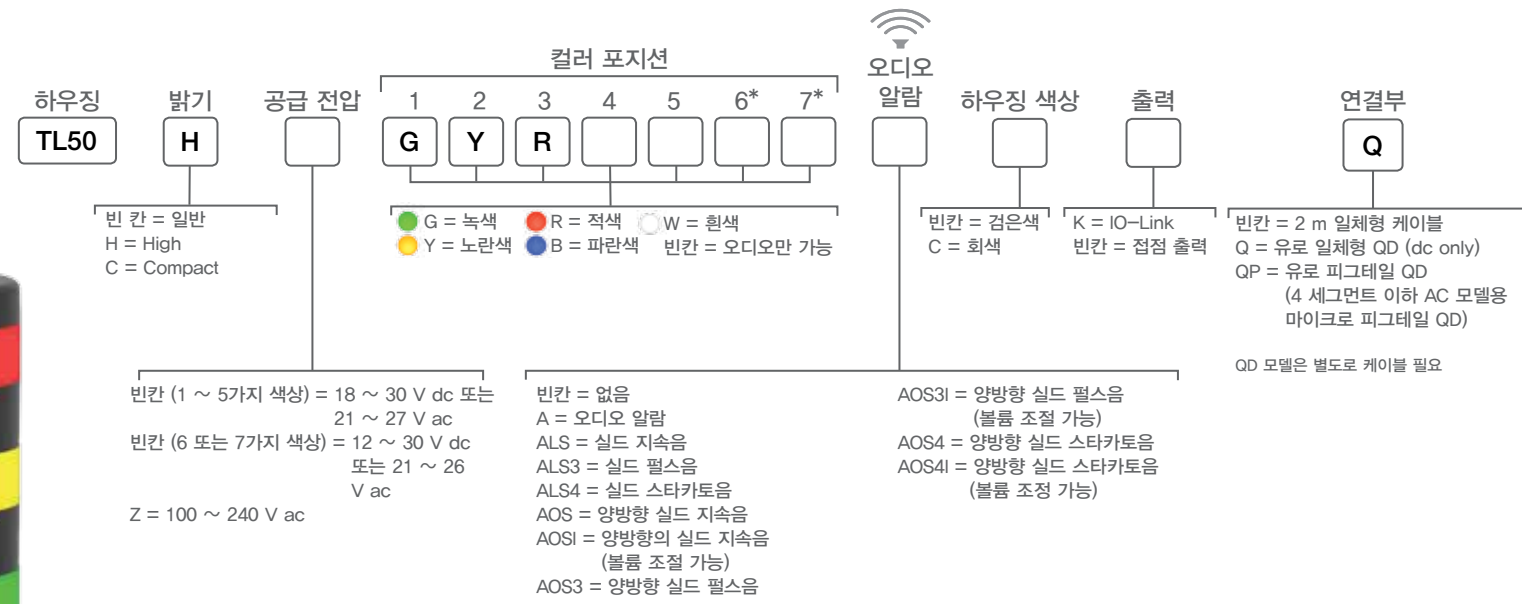 컬러 포지션
오디오
알람
하우징 밝기 공급 전압 1 2 3 4 5 6* 7* 하우징 색상 출력 연결부
TL50 H G Y R Q
빈 칸 = 일반
H = High
C = Compact
G = 녹색 R = 적색 W = 흰색
Y = 노란색 B = 파란색 빈칸 = 오디오만 가능
빈칸 = 검은색
C = 회색
K = IO-Link
빈칸 = 접점 출력
빈칸 = 2 m 일체형 케이블
Q = 유로 일체형 QD (dc only)
QP = 유로 피그테일 QD
(4 세그먼트 이하 AC 모델용
마이크로 피그테일 QD)
QD 모델은 별도로 케이블 필요
빈칸 (1 ~ 5가지 색상) = 18 ~ 30 V dc 또는
21 ~ 27 V ac
빈칸 (6 또는 7가지 색상) = 12 ~ 30 V dc
또는 21 ~ 26
V ac
Z = 100 ~ 240 V ac
빈칸 = 없음
A = 오디오 알람
ALS = 실드 지속음
ALS3 = 실드 펄스음
ALS4 = 실드 스타카토음
AOS = 양방향 실드 지속음
AOSI = 양방향의 실드 지속음
(볼륨 조절 가능)
AOS3 = 양방향 실드 펄스음
AOS3I = 양방향 실드 펄스음
(볼륨 조절 가능)
AOS4 = 양방향 실드 스타카토음
AOS4I = 양방향 실드 스타카토음
(볼륨 조정 가능)